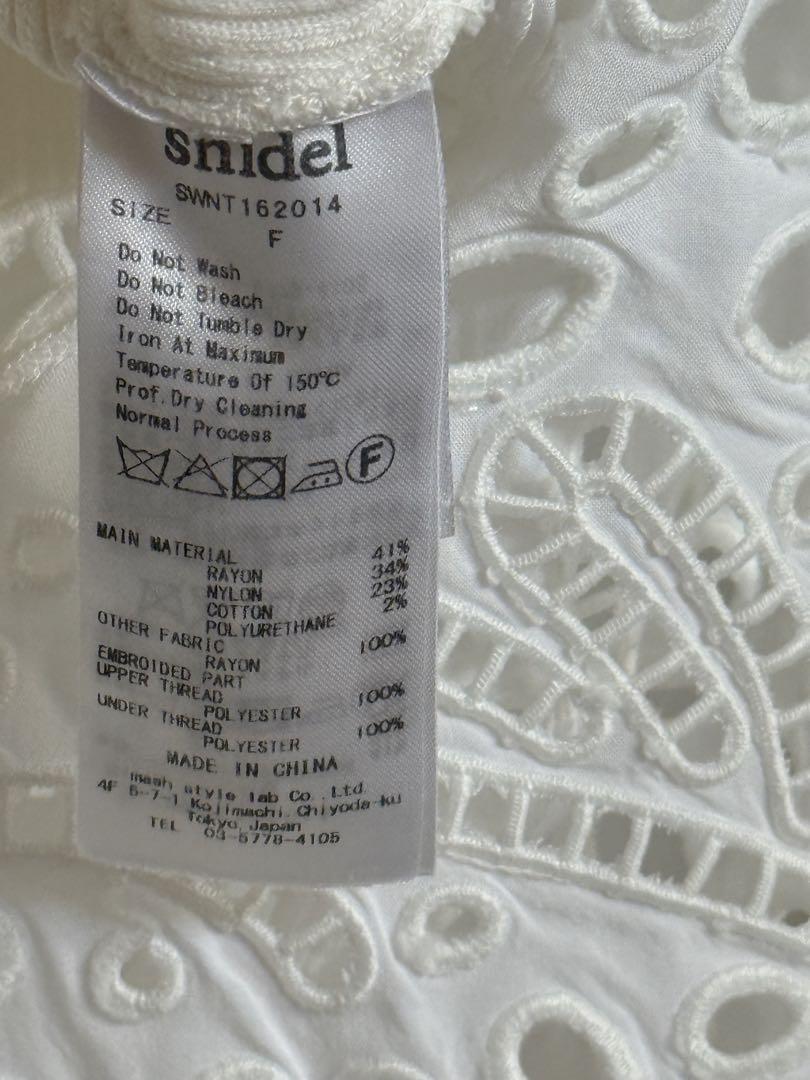 snidel
SWNT162014
SIZE
F
Do Not Wash
Do Not Bleach
Do Not Tumble Dry
Iron At Maximum
Temperature Of 150℃
Prof.Dry Cleaning
Normal Process
F
MAIN MATERIAL
RAYON 41%
NYLON 34%
COTTON 23%
POLYURETHANE 2%
OTHER FABRIC
RAYON 100%
EMBROIDED PART
UPPER THREAD
POLYESTER 100%
UNDER THREAD
POLYESTER 100%
MADE IN CHINA
mash style lab Co.,Ltd.
4F 5-7-1 Kojimachi Chiyoda-ku
Tokyo,Japan
TEL 03-5778-4105